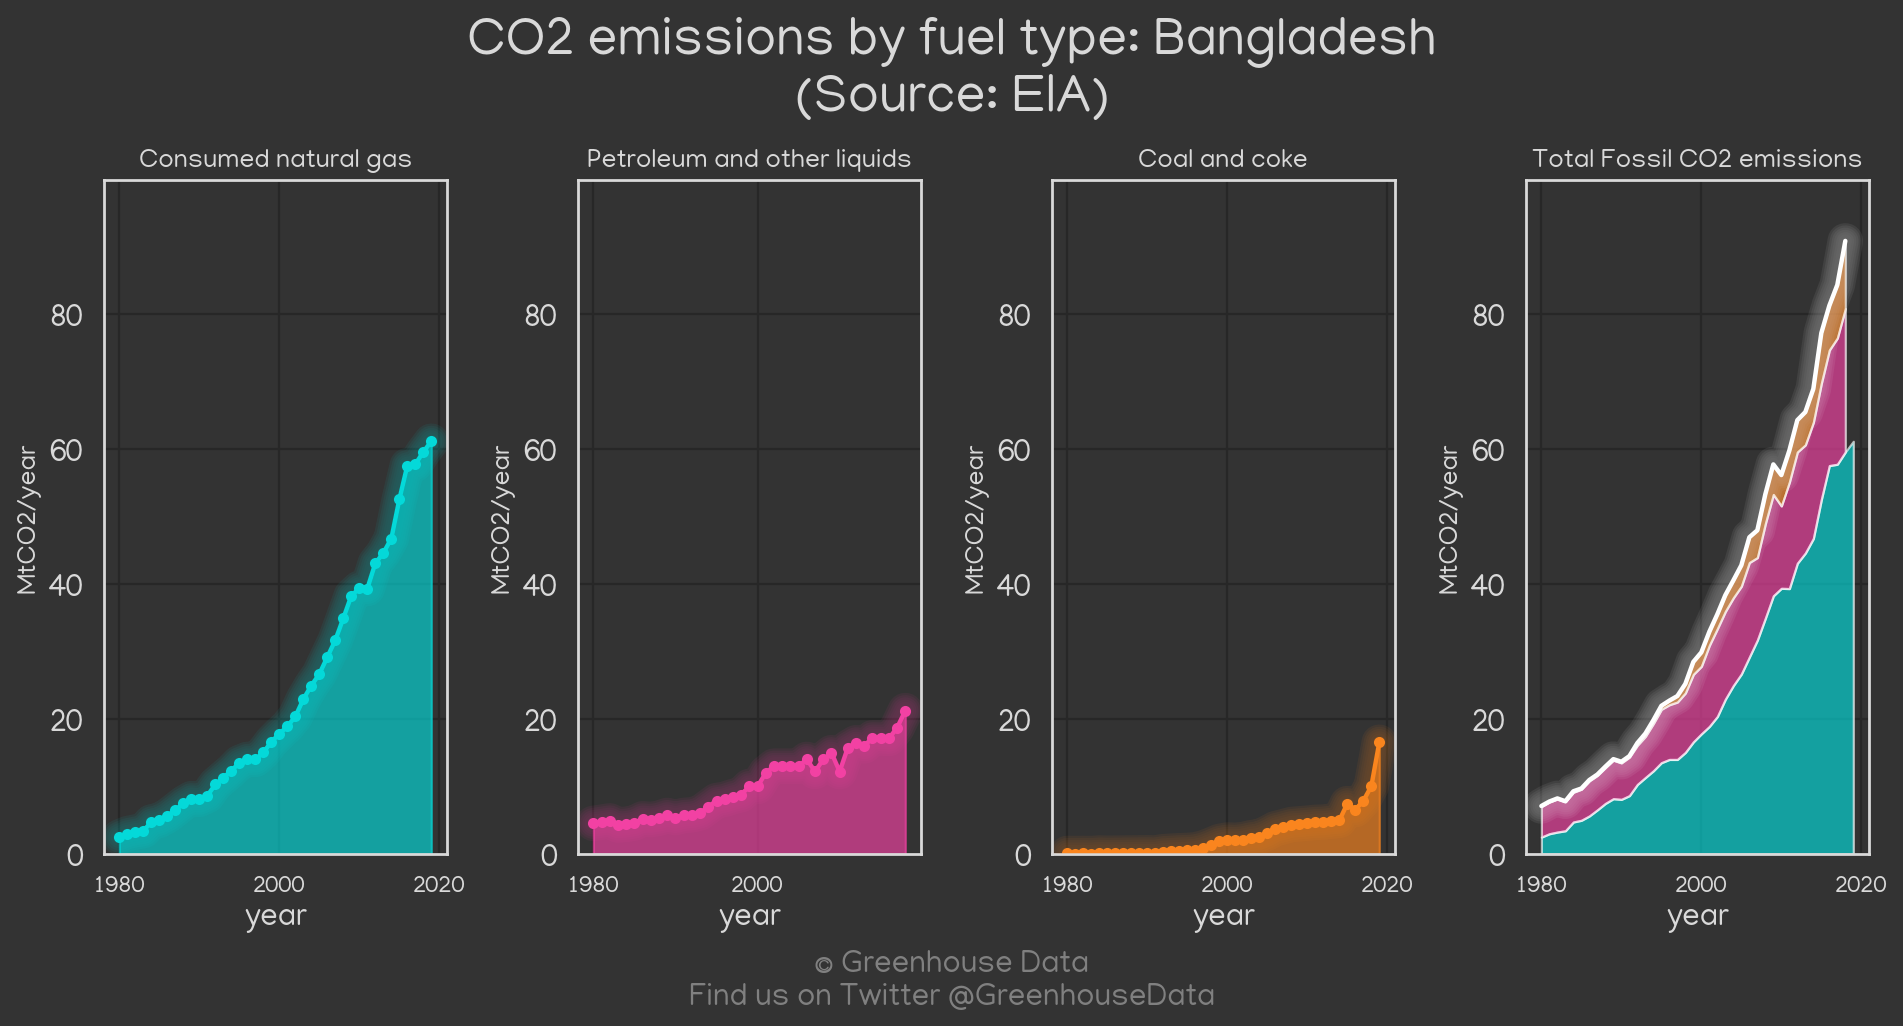 CO2 emissions by fuel type: Bangladesh
(Source: EIA)
Consumed natural gas
Petroleum and other liquids
Coal and coke
Total Fossil CO2 emissions
MtCO2/year
80
60
40
20
0
1980 2000 2020
year
MtCO2/year
80
60
40
20
0
1980 2000
year
MtCO2/year
80
60
40
20
0
1980 2000 2020
year
MtCO2/year
80
60
40
20
0
1980 2000 2020
year
© Greenhouse Data
Find us on Twitter @GreenhouseData